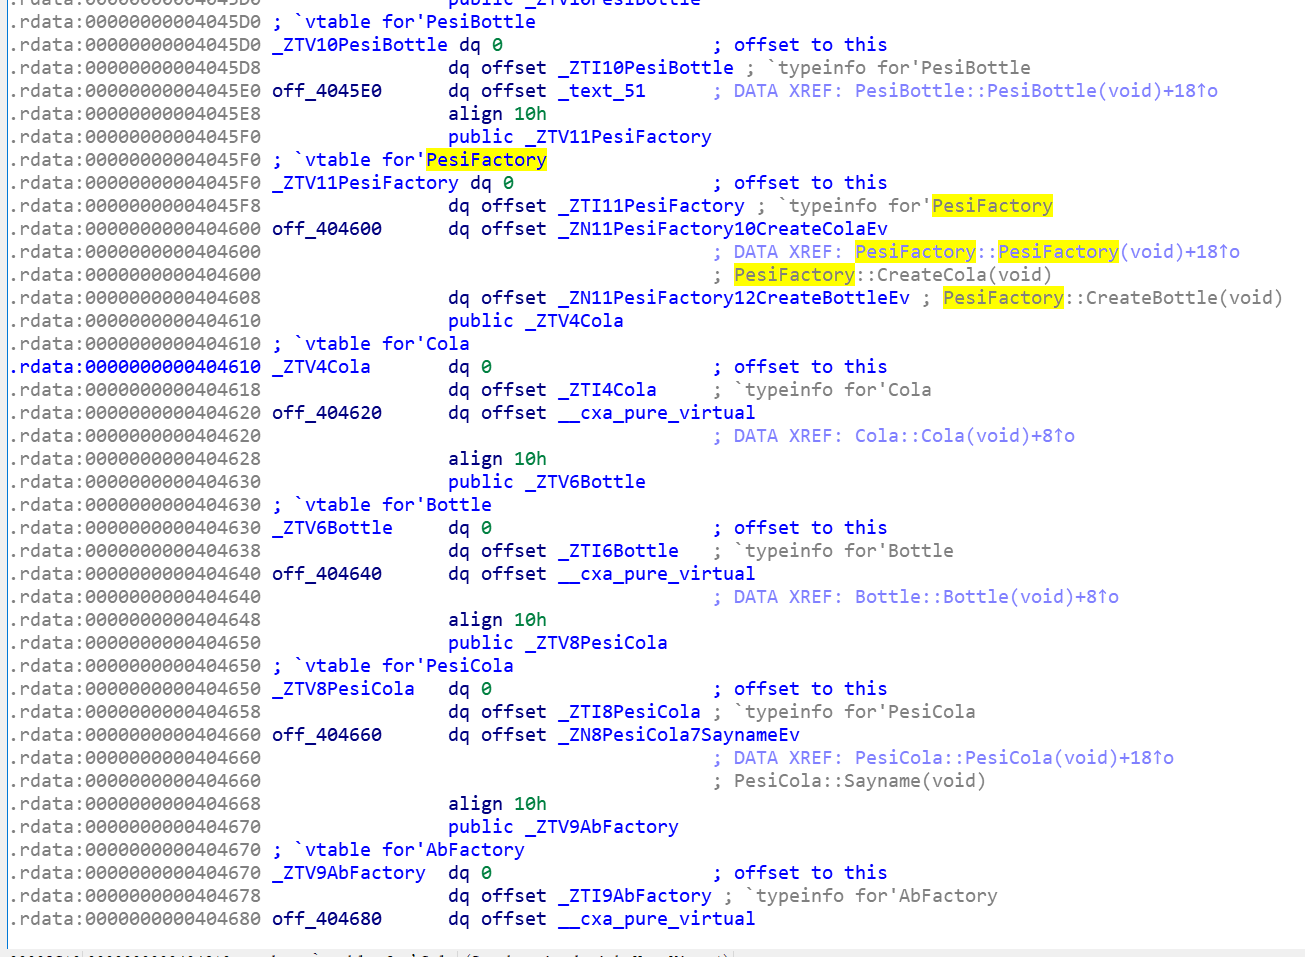 .rdata:00000000004045D0 public _ZTV10PesiBottle
.rdata:00000000004045D0 ; `vtable for'PesiBottle
.rdata:00000000004045D0 _ZTV10PesiBottle dq 0 ; offset to this
.rdata:00000000004045D8 dq offset _ZTI10PesiBottle ; `typeinfo for'PesiBottle
.rdata:00000000004045E0 off_4045E0 dq offset _text_51 ; DATA XREF: PesiBottle::PesiBottle(void)+18↑o
.rdata:00000000004045E8 align 10h
.rdata:00000000004045F0 public _ZTV11PesiFactory
.rdata:00000000004045F0 ; `vtable for'PesiFactory
.rdata:00000000004045F0 _ZTV11PesiFactory dq 0 ; offset to this
.rdata:00000000004045F8 dq offset _ZTI11PesiFactory ; `typeinfo for'PesiFactory
.rdata:0000000000404600 off_404600 dq offset _ZN11PesiFactory10CreateColaEv
.rdata:0000000000404600 ; DATA XREF: PesiFactory::PesiFactory(void)+18↑o
.rdata:0000000000404600 ; PesiFactory::CreateCola(void)
.rdata:0000000000404608 dq offset _ZN11PesiFactory12CreateBottleEv ; PesiFactory::CreateBottle(void)
.rdata:0000000000404610 public _ZTV4Cola
.rdata:0000000000404610 ; `vtable for'Cola
.rdata:0000000000404610 _ZTV4Cola dq 0 ; offset to this
.rdata:0000000000404618 dq offset _ZTI4Cola ; `typeinfo for'Cola
.rdata:0000000000404620 off_404620 dq offset __cxa_pure_virtual
.rdata:0000000000404620 ; DATA XREF: Cola::Cola(void)+8↑o
.rdata:0000000000404628 align 10h
.rdata:0000000000404630 public _ZTV6Bottle
.rdata:0000000000404630 ; `vtable for'Bottle
.rdata:0000000000404630 _ZTV6Bottle dq 0 ; offset to this
.rdata:0000000000404638 dq offset _ZTI6Bottle ; `typeinfo for'Bottle
.rdata:0000000000404640 off_404640 dq offset __cxa_pure_virtual
.rdata:0000000000404640 ; DATA XREF: Bottle::Bottle(void)+8↑o
.rdata:0000000000404648 align 10h
.rdata:0000000000404650 public _ZTV8PesiCola
.rdata:0000000000404650 ; `vtable for'PesiCola
.rdata:0000000000404650 _ZTV8PesiCola dq 0 ; offset to this
.rdata:0000000000404658 dq offset _ZTI8PesiCola ; `typeinfo for'PesiCola
.rdata:0000000000404660 off_404660 dq offset _ZN8PesiCola7SaynameEv
.rdata:0000000000404660 ; DATA XREF: PesiCola::PesiCola(void)+18↑o
.rdata:0000000000404660 ; PesiCola::Sayname(void)
.rdata:0000000000404668 align 10h
.rdata:0000000000404670 public _ZTV9AbFactory
.rdata:0000000000404670 ; `vtable for'AbFactory
.rdata:0000000000404670 _ZTV9AbFactory dq 0 ; offset to this
.rdata:0000000000404678 dq offset _ZTI9AbFactory ; `typeinfo for'AbFactory
.rdata:0000000000404680 off_404680 dq offset __cxa_pure_virtual